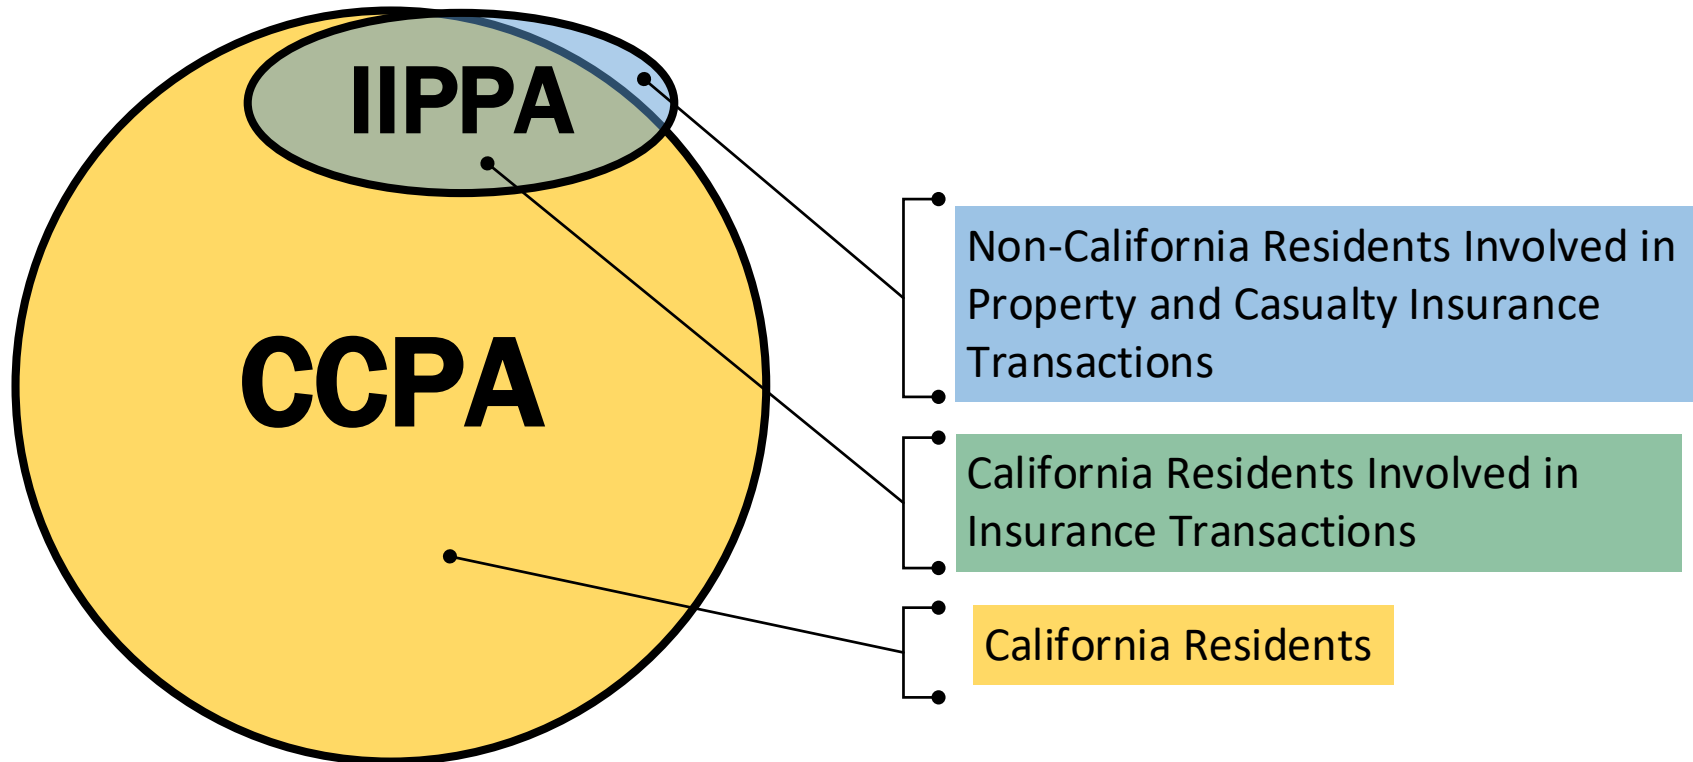 IIPPA
CCPA
Non-California Residents Involved in
Property and Casualty Insurance
Transactions
California Residents Involved in
Insurance Transactions
California Residents